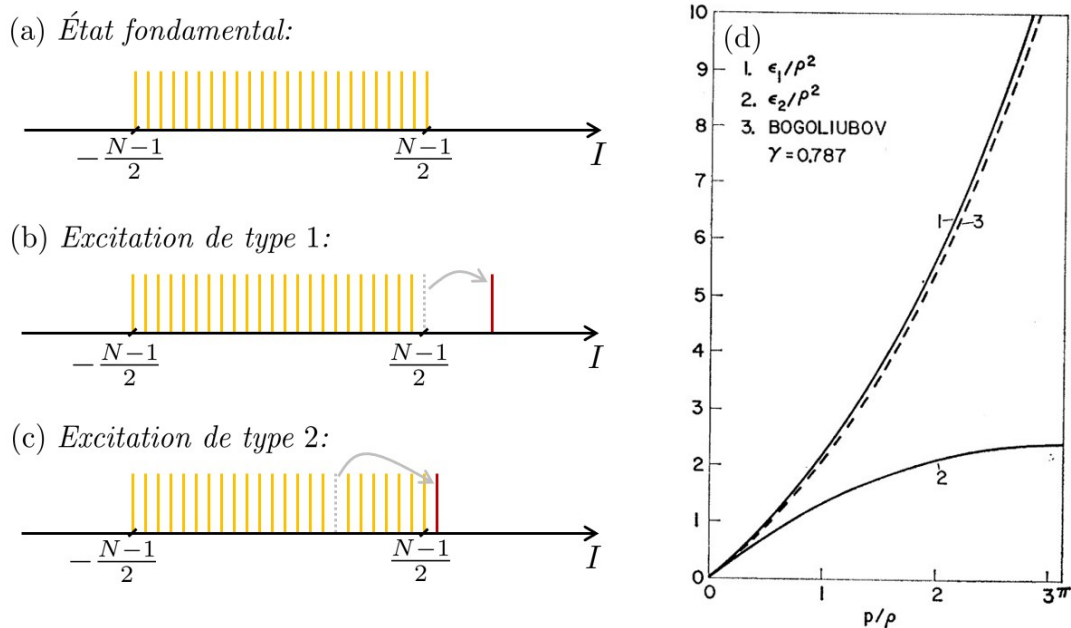 (a) État fondamental:
−(N−1)/2
(N−1)/2
I
(b) Excitation de type 1:
−(N−1)/2
(N−1)/2
I
(c) Excitation de type 2:
−(N−1)/2
(N−1)/2
I
(d)
1. ϵ₁/ρ²
2. ϵ₂/ρ²
3. BOGOLIUBOV
γ=0.787
10
9
8
7
6
5
4
3
2
1
0
1
3
2
0
1
2
3
π
p/ρ